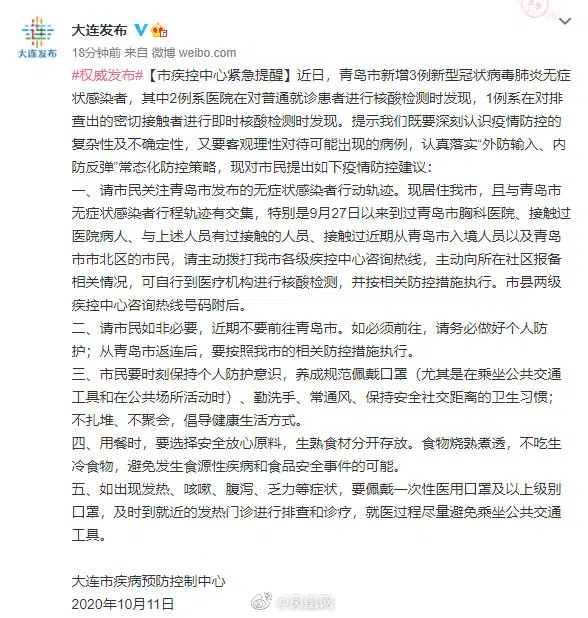 大连发布
大连发布
18分钟前 来自 微博 weibo.com
#权威发布#【市疾控中心紧急提醒】近日，青岛市新增3例新型冠状病毒肺炎无症
状感染者，其中2例系医院在对普通就诊患者进行核酸检测时发现，1例系在对排
查出的密切接触者进行即时核酸检测时发现。提示我们既要深刻认识疫情防控的
复杂性及不确定性，又要客观理性对待可能出现的病例，认真落实“外防输入、内
防反弹”常态化防控策略，现对市民提出如下疫情防控建议：
一、请市民关注青岛市发布的无症状感染者行动轨迹。现居住我市，且与青岛市
无症状感染者行程轨迹有交集，特别是9月27日以来到过青岛市胸科医院、接触过
医院病人、与上述人员有过接触的人员、接触过近期从青岛市入境人员以及青岛
市市北区的市民，请主动拨打我市各级疾控中心咨询热线，主动向所在社区报备
相关情况，可自行到医疗机构进行核酸检测，并按相关防控措施执行。市县两级
疾控中心咨询热线号码附后。
二、请市民如非必要，近期不要前往青岛市。如必须前往，请务必做好个人防
护；从青岛市返连后，要按照我市的相关防控措施执行。
三、市民要时刻保持个人防护意识，养成规范佩戴口罩（尤其是在乘坐公共交通
工具和在公共场所活动时）、勤洗手、常通风、保持安全社交距离的卫生习惯；
不扎堆、不聚会，倡导健康生活方式。
四、用餐时，要选择安全放心原料，生熟食材分开存放。食物烧熟煮透，不吃生
冷食物，避免发生食源性疾病和食品安全事件的可能。
五、如出现发热、咳嗽、腹泻、乏力等症状，要佩戴一次性医用口罩及以上级别
口罩，及时到就近的发热门诊进行排查和诊疗，就医过程尽量避免乘坐公共交通
工具。
大连市疾病预防控制中心
2020年10月11日
@凤凰网